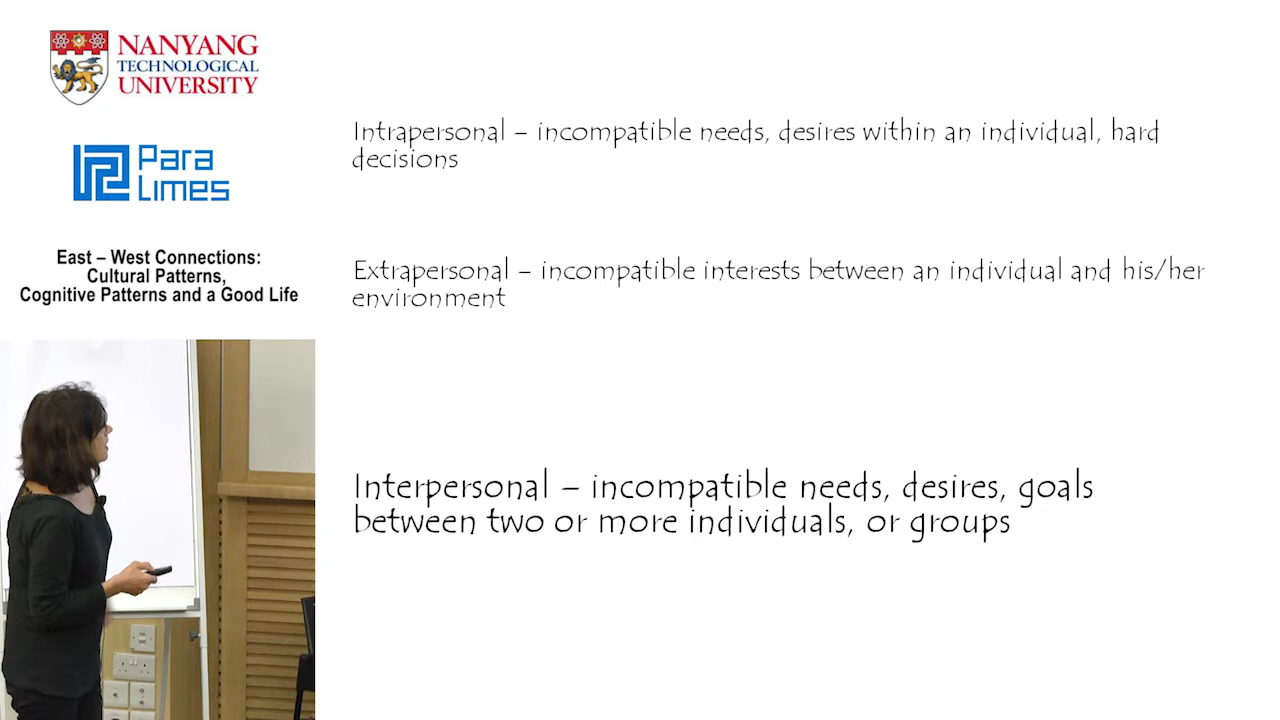 NANYANG
TECHNOLOGICAL
UNIVERSITY
Para
Limes
East – West Connections:
Cultural Patterns,
Cognitive Patterns and a Good Life
Intrapersonal – incompatible needs, desires within an individual, hard
decisions
Extrapersonal – incompatible interests between an individual and his/her
environment
Interpersonal – incompatible needs, desires, goals
between two or more individuals, or groups